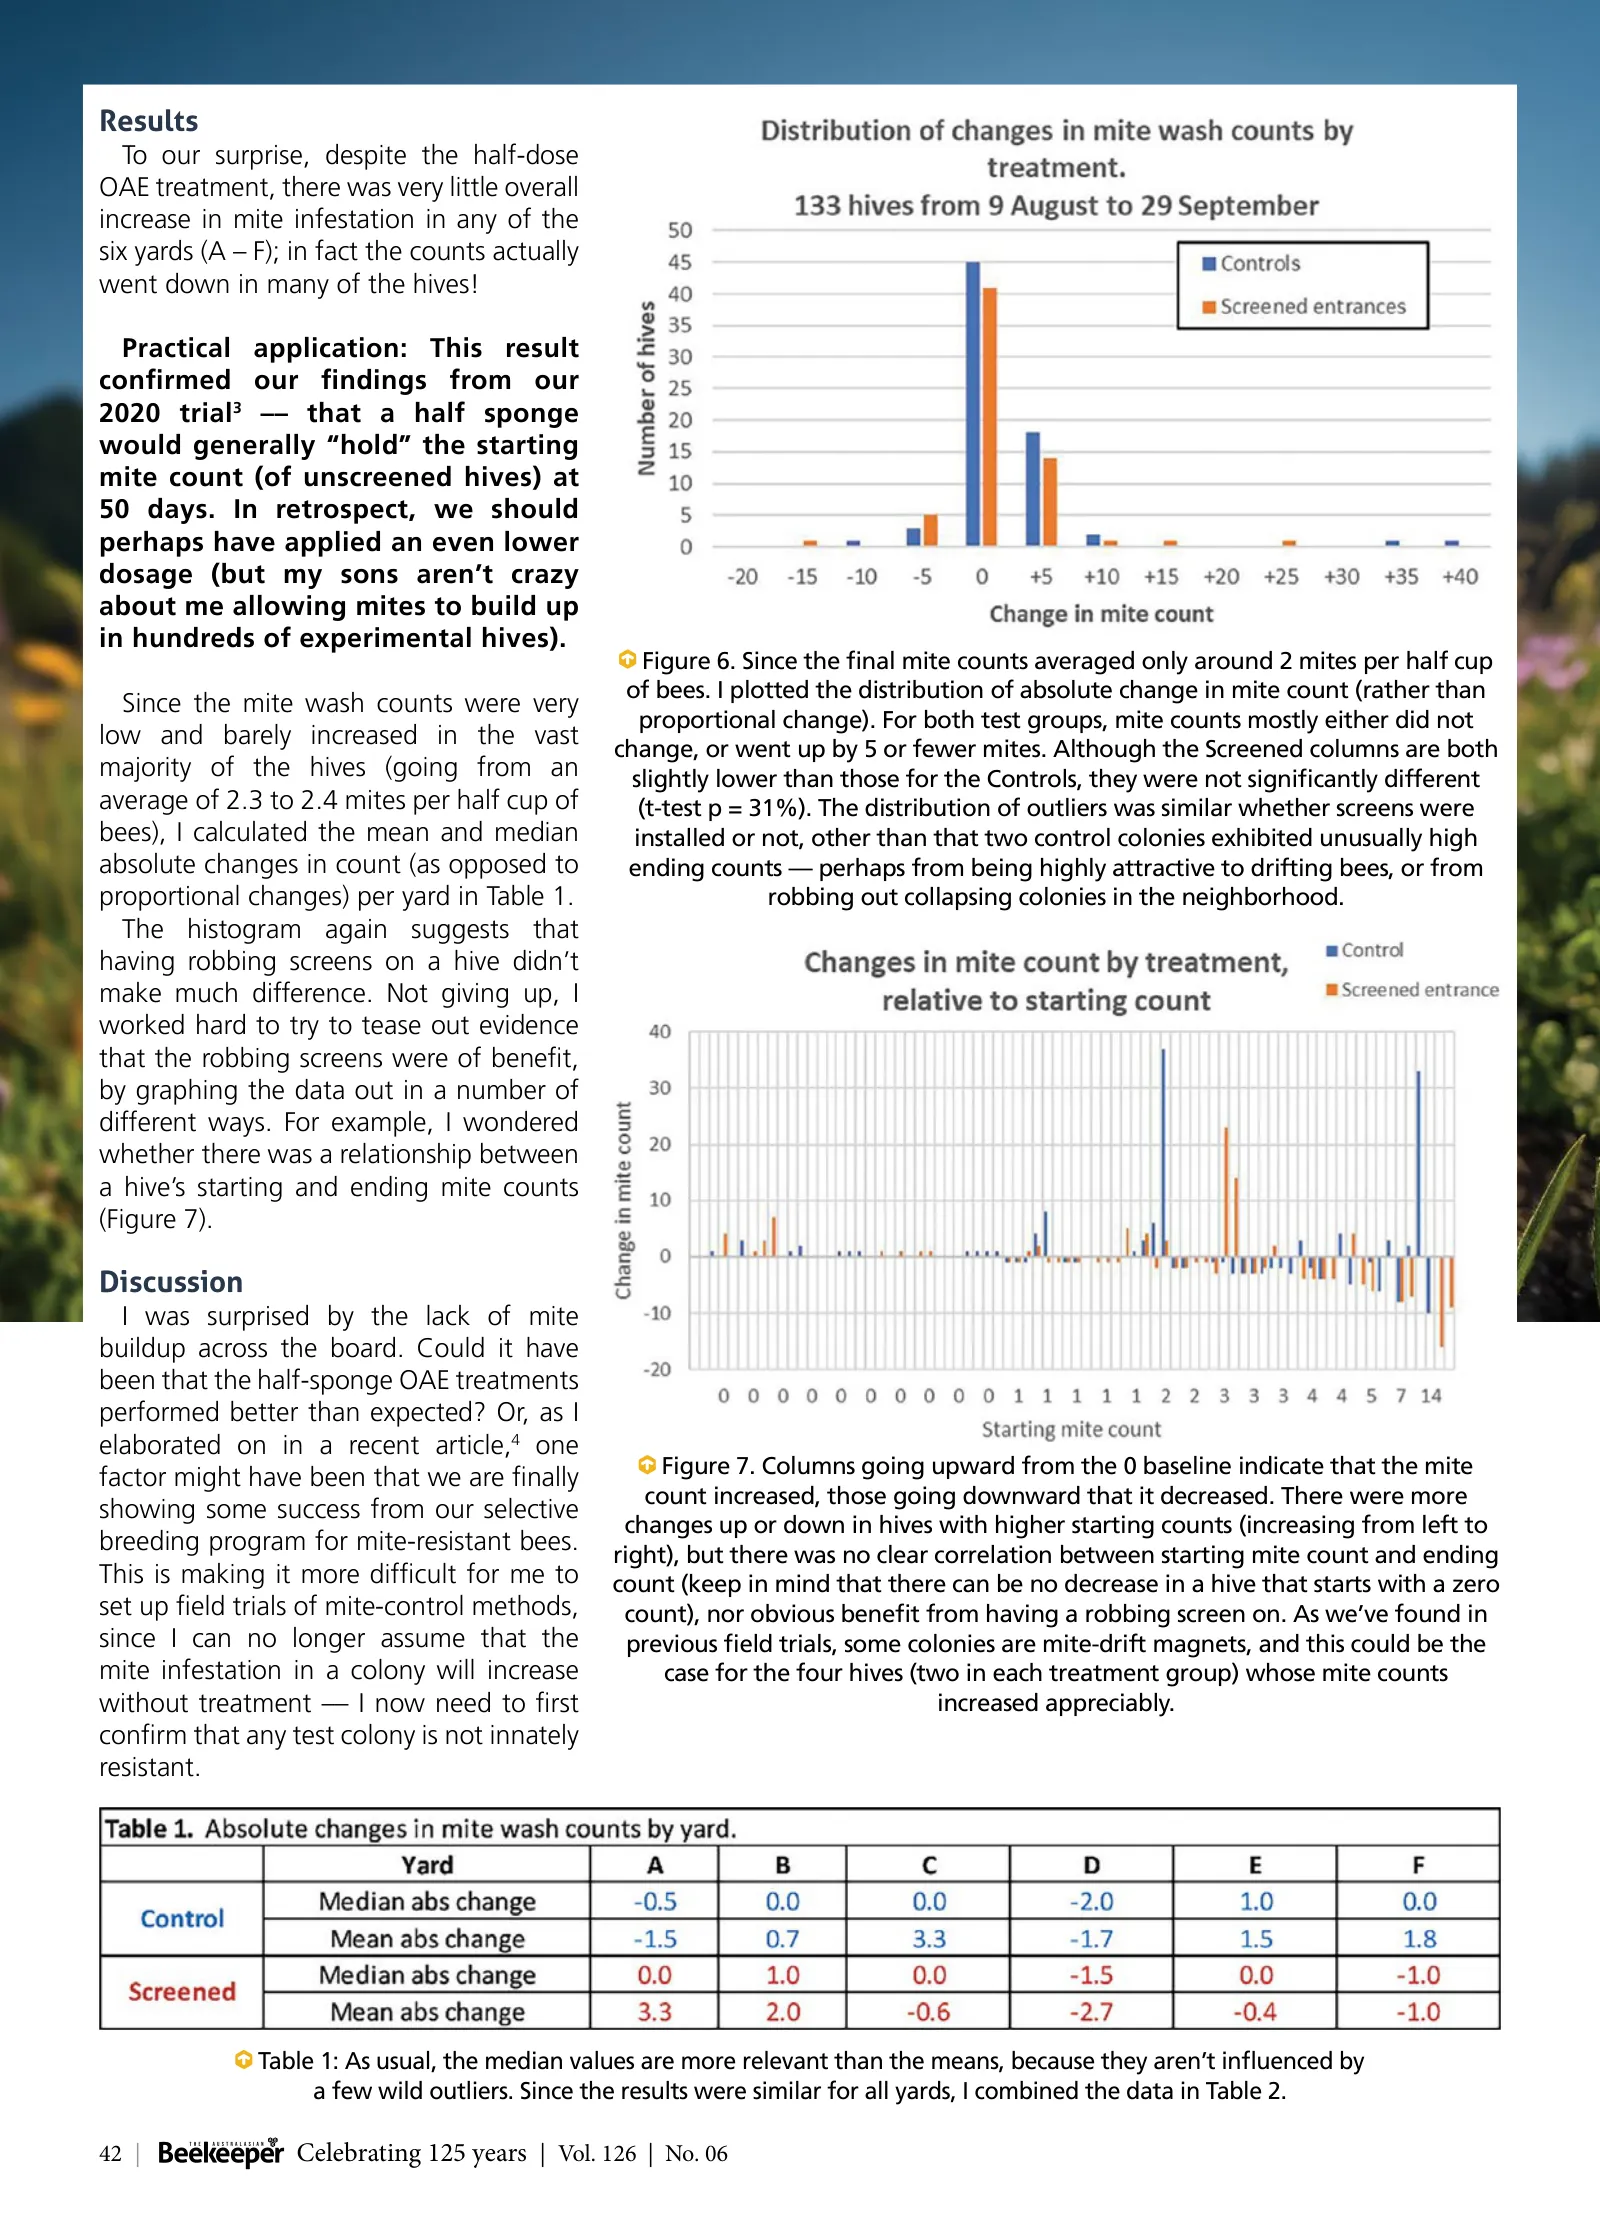 Results
To our surprise, despite the half-dose
OAE treatment, there was very little overall
increase in mite infestation in any of the
six yards (A – F); in fact the counts actually
went down in many of the hives!
Practical application: This result
confirmed our findings from our
2020 trial³ — that a half sponge
would generally “hold” the starting
mite count (of unscreened hives) at
50 days. In retrospect, we should
perhaps have applied an even lower
dosage (but my sons aren’t crazy
about me allowing mites to build up
in hundreds of experimental hives).
Since the mite wash counts were very
low and barely increased in the vast
majority of the hives (going from an
average of 2.3 to 2.4 mites per half cup of
bees), I calculated the mean and median
absolute changes in count (as opposed to
proportional changes) per yard in Table 1.
The histogram again suggests that
having robbing screens on a hive didn’t
make much difference. Not giving up, I
worked hard to try to tease out evidence
that the robbing screens were of benefit,
by graphing the data out in a number of
different ways. For example, I wondered
whether there was a relationship between
a hive’s starting and ending mite counts
(Figure 7).
Discussion
I was surprised by the lack of mite
buildup across the board. Could it have
been that the half-sponge OAE treatments
performed better than expected? Or, as I
elaborated on in a recent article,⁴ one
factor might have been that we are finally
showing some success from our selective
breeding program for mite-resistant bees.
This is making it more difficult for me to
set up field trials of mite-control methods,
since I can no longer assume that the
mite infestation in a colony will increase
without treatment — I now need to first
confirm that any test colony is not innately
resistant.
Distribution of changes in mite wash counts by
treatment.
133 hives from 9 August to 29 September
Controls
Screened entrances
Number of hives
50
45
40
35
30
25
20
15
10
5
0
-20 -15 -10 -5 0 +5 +10 +15 +20 +25 +30 +35 +40
Change in mite count
Figure 6. Since the final mite counts averaged only around 2 mites per half cup
of bees. I plotted the distribution of absolute change in mite count (rather than
proportional change). For both test groups, mite counts mostly either did not
change, or went up by 5 or fewer mites. Although the Screened columns are both
slightly lower than those for the Controls, they were not significantly different
(t-test p = 31%). The distribution of outliers was similar whether screens were
installed or not, other than that two control colonies exhibited unusually high
ending counts — perhaps from being highly attractive to drifting bees, or from
robbing out collapsing colonies in the neighborhood.
Changes in mite count by treatment,
relative to starting count
Control
Screened entrance
Change in mite count
40
30
20
10
0
-10
-20
0 0 0 0 0 0 0 0 0 0 1 1 1 1 1 2 2 3 3 3 4 4 5 7 14
Starting mite count
Figure 7. Columns going upward from the 0 baseline indicate that the mite
count increased, those going downward that it decreased. There were more
changes up or down in hives with higher starting counts (increasing from left to
right), but there was no clear correlation between starting mite count and ending
count (keep in mind that there can be no decrease in a hive that starts with a zero
count), nor obvious benefit from having a robbing screen on. As we’ve found in
previous field trials, some colonies are mite-drift magnets, and this could be the
case for the four hives (two in each treatment group) whose mite counts
increased appreciably.
Table 1. Absolute changes in mite wash counts by yard.
Yard A B C D E F
Control
Median abs change -0.5 0.0 0.0 -2.0 1.0 0.0
Mean abs change -1.5 0.7 3.3 -1.7 1.5 1.8
Screened
Median abs change 0.0 1.0 0.0 -1.5 0.0 -1.0
Mean abs change 3.3 2.0 -0.6 -2.7 -0.4 -1.0
Table 1: As usual, the median values are more relevant than the means, because they aren’t influenced by
a few wild outliers. Since the results were similar for all yards, I combined the data in Table 2.
42 | THE AUSTRALASIAN Beekeeper Celebrating 125 years | Vol. 126 | No. 06